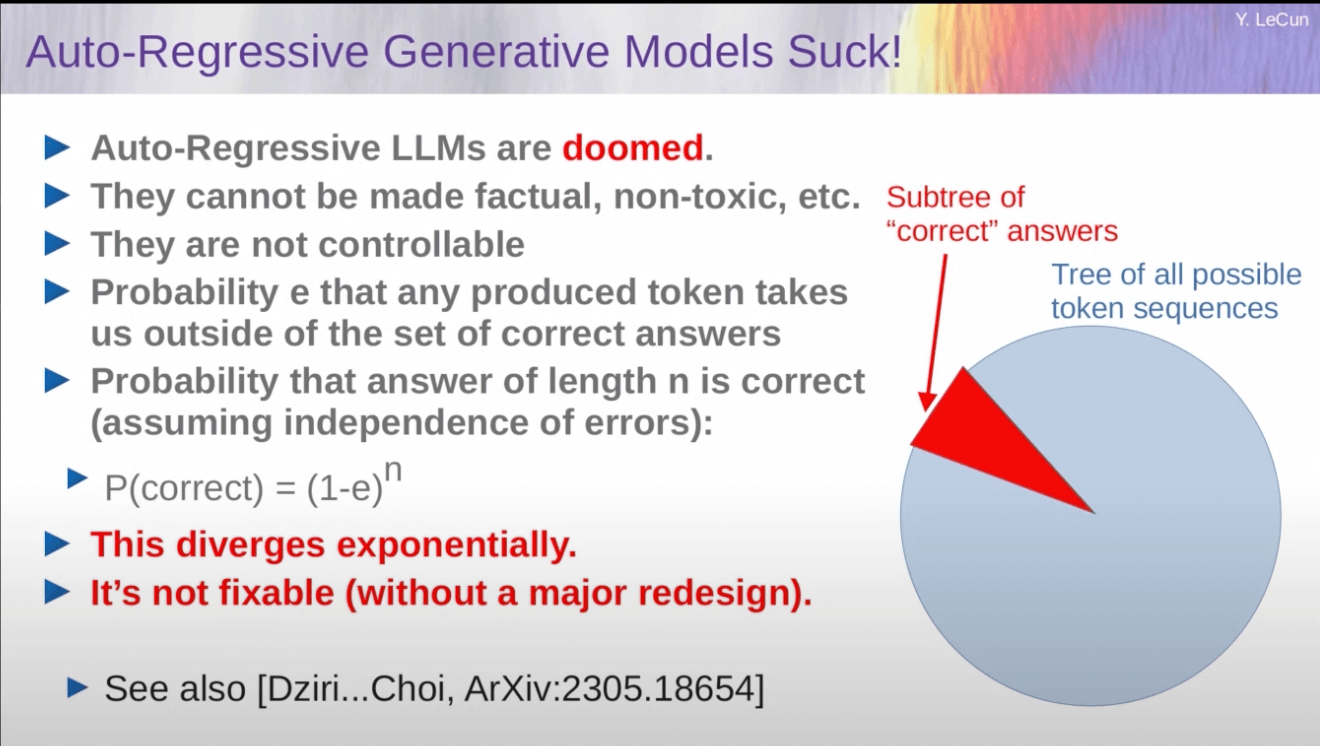 Y. LeCun
Auto-Regressive Generative Models Suck!
Auto-Regressive LLMs are doomed.
They cannot be made factual, non-toxic, etc.
They are not controllable
Probability e that any produced token takes
us outside of the set of correct answers
Probability that answer of length n is correct
(assuming independence of errors):
P(correct) = (1-e)^n
This diverges exponentially.
It’s not fixable (without a major redesign).
See also [Dziri...Choi, ArXiv:2305.18654]
Subtree of
“correct” answers
Tree of all possible
token sequences